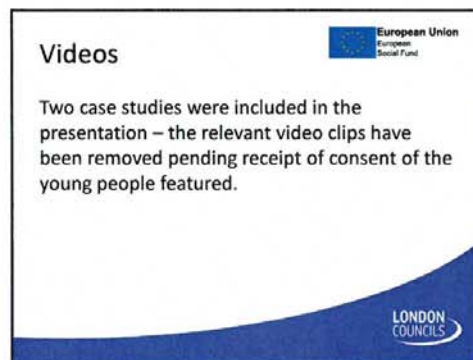 Videos
European Union
European
Social Fund
Two case studies were included in the
presentation – the relevant video clips have
been removed pending receipt of consent of the
young people featured.
LONDON
COUNCILS